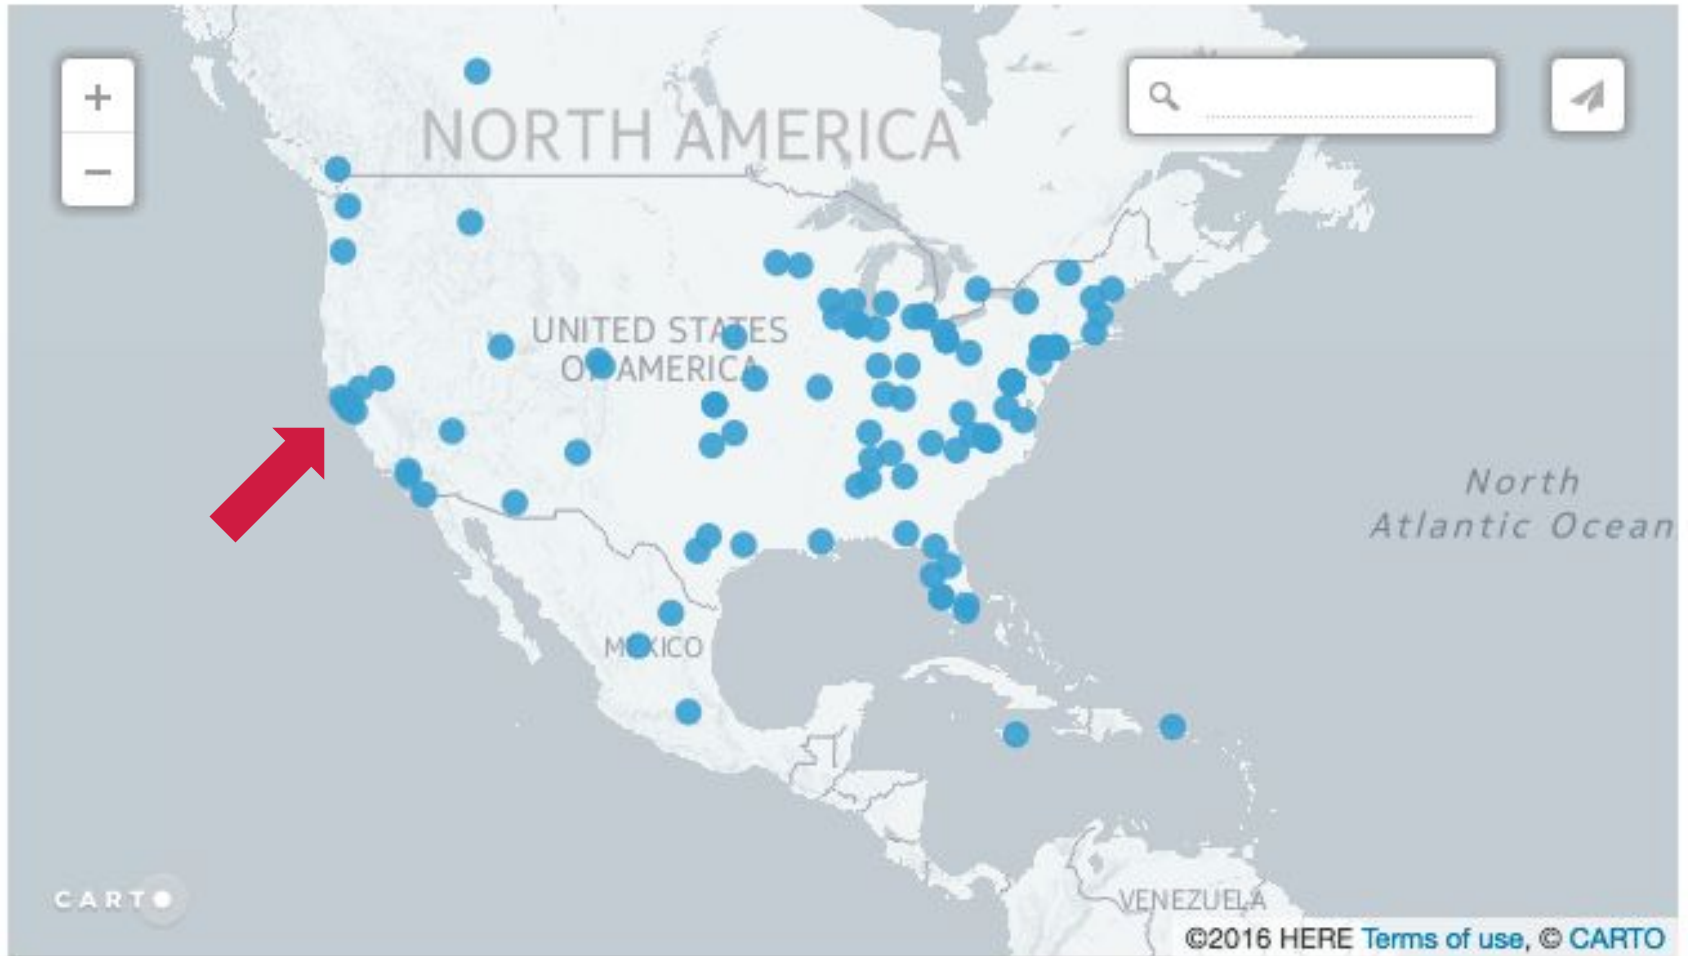 +
−
NORTH AMERICA
UNITED STATES
OF AMERICA
North
Atlantic Ocean
MEXICO
CARTO
VENEZUELA
©2016 HERE Terms of use, © CARTO